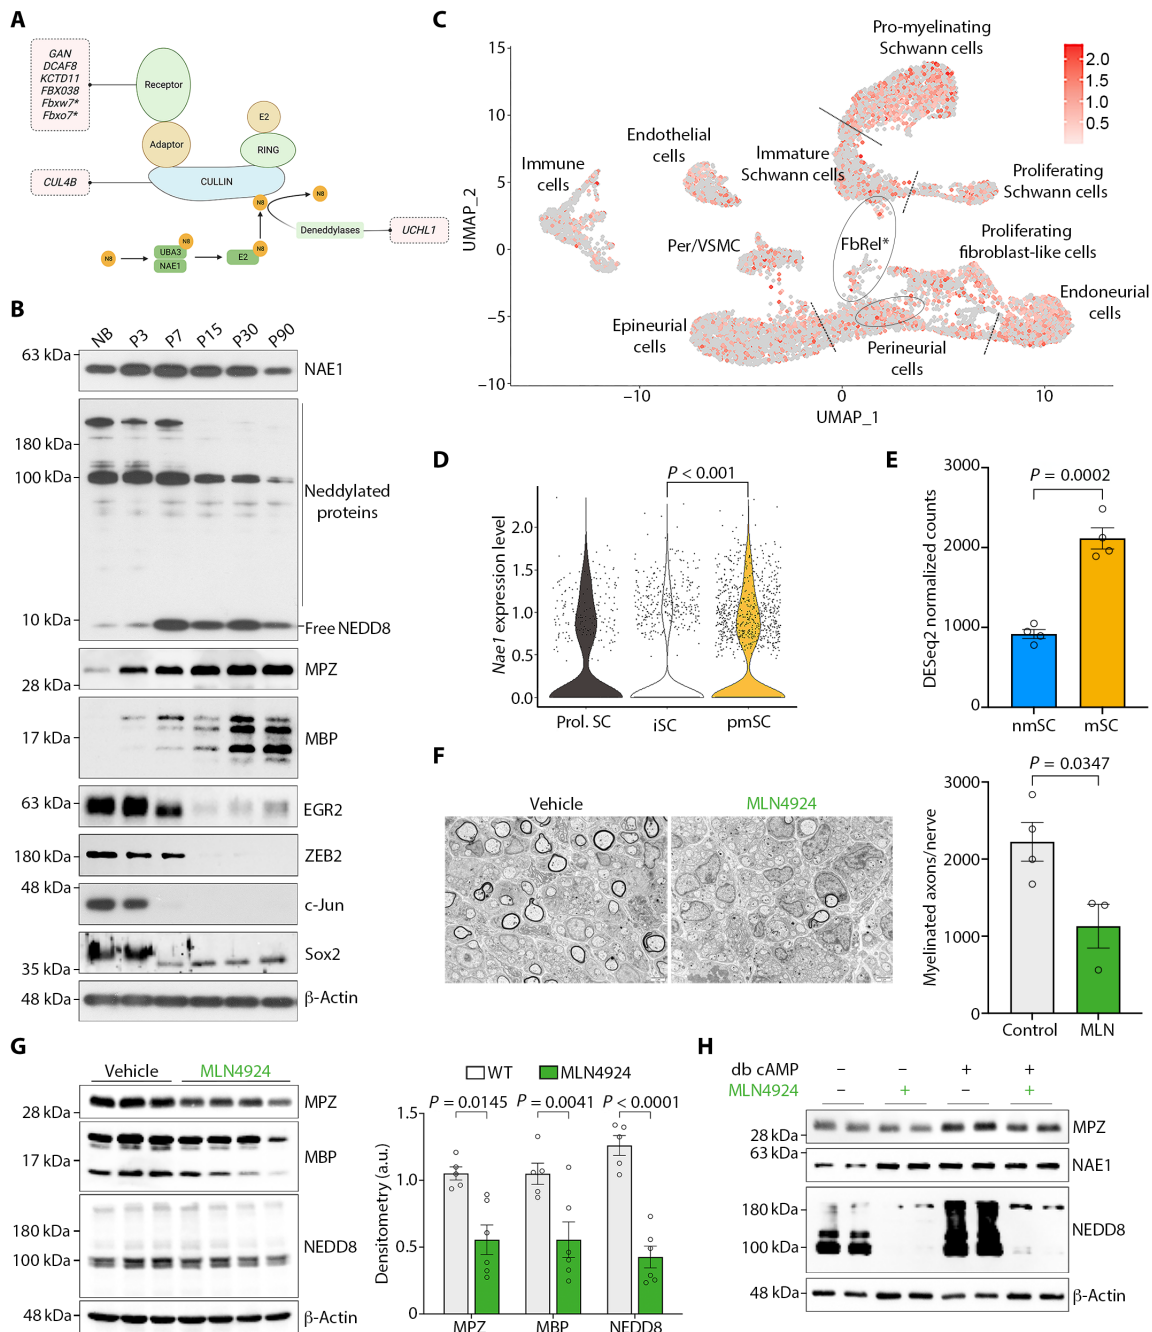 A
GAN
DCAF8
KCTD11
FBX038
Fbxw7*
Fbxo7*
Receptor
Adaptor
E2
RING
CUL4B
CULLIN
N8
N8
Deneddylases
UCHL1
N8
UBA3
N8
NAE1
E2
N8
B
NB P3 P7 P15 P30 P90
63 kDa
NAE1
180 kDa
100 kDa
Neddylated
proteins
10 kDa
Free NEDD8
MPZ
28 kDa
17 kDa
MBP
63 kDa
EGR2
180 kDa
ZEB2
48 kDa
c-Jun
Sox2
35 kDa
48 kDa
β-Actin
C
UMAP_2
15
10
5
0
−5
−10
−10 0 10
UMAP_1
Pro-myelinating
Schwann cells
2.0
1.5
1.0
0.5
Endothelial
cells
Immune
cells
Immature
Schwann cells
Proliferating
Schwann cells
Per/VSMC
FbRel*
Proliferating
fibroblast-like cells
Endoneurial
cells
Epineurial
cells
Perineurial
cells
D
P < 0.001
Nae1 expression level
2.0
1.5
1.0
0.5
0.0
Prol. SC iSC pmSC
E
DESeq2 normalized counts
3000
2000
1000
0
P = 0.0002
nmSC mSC
F
Vehicle MLN4924
Myelinated axons/nerve
3000
2000
1000
0
P = 0.0347
Control MLN
G
Vehicle MLN4924
MPZ
28 kDa
MBP
17 kDa
180 kDa
NEDD8
100 kDa
48 kDa
β-Actin
WT MLN4924
Densitometry (a.u.)
1.5
1.0
0.5
0
P = 0.0145 P = 0.0041 P < 0.0001
MPZ MBP NEDD8
H
db cAMP − − + +
MLN4924 − + − +
MPZ
28 kDa
63 kDa
NAE1
180 kDa
NEDD8
100 kDa
48 kDa
β-Actin